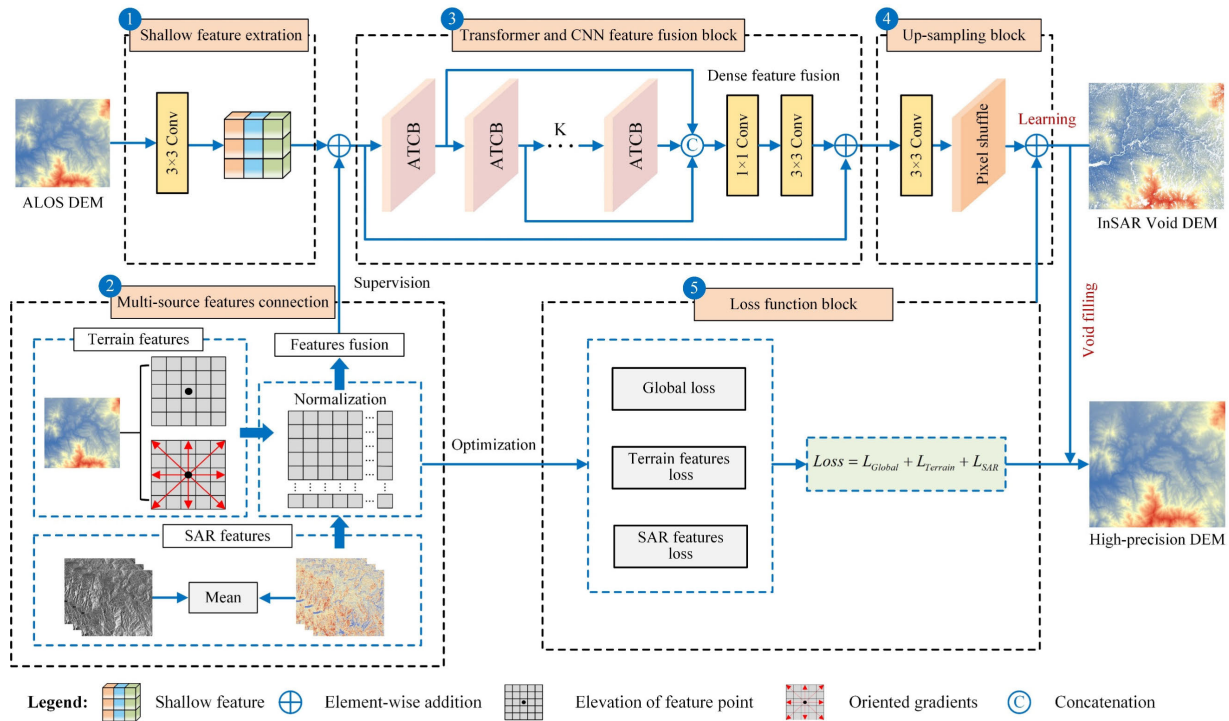 1
Shallow feature extration
3
Transformer and CNN feature fusion block
4
Up-sampling block
ALOS DEM
3×3 Conv
ATCB
ATCB
K
ATCB
C
Dense feature fusion
1×1 Conv
3×3 Conv
3×3 Conv
Pixel shuffle
Learning
InSAR Void DEM
Supervision
2
Multi-source features connection
Terrain features
Features fusion
Normalization
SAR features
Mean
Optimization
5
Loss function block
Global loss
Terrain features
loss
SAR features
loss
Loss = L_Global + L_Terrain + L_SAR
Void filling
High-precision DEM
Legend:
Shallow feature
Element-wise addition
Elevation of feature point
Oriented gradients
C
Concatenation